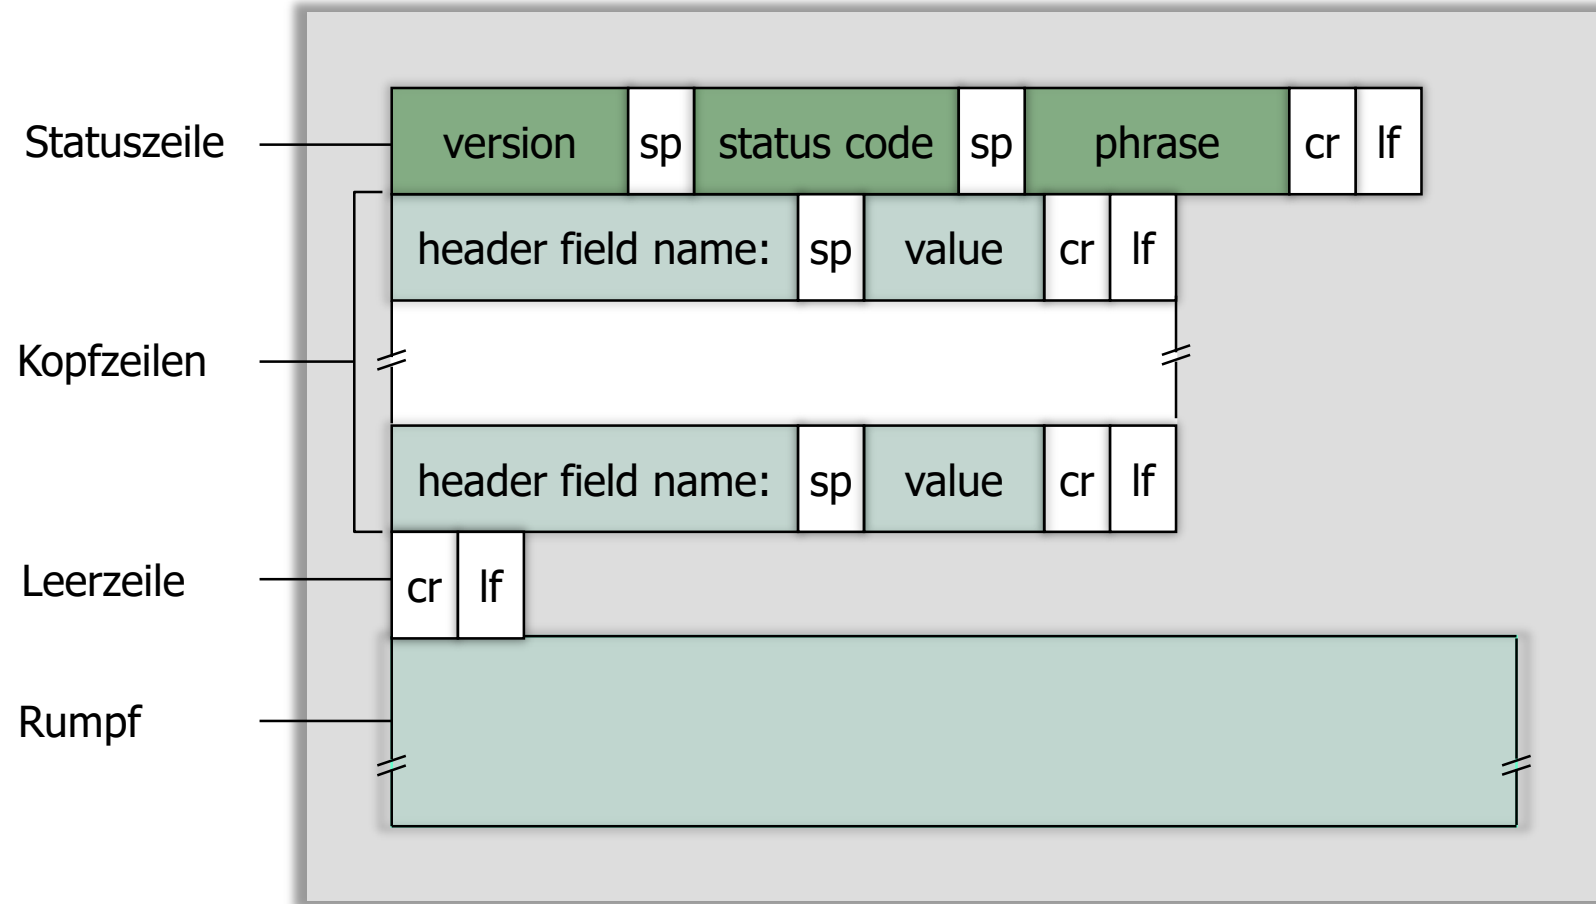 Statuszeile version sp status code sp phrase cr lf
header field name: sp value cr lf
Kopfzeilen
header field name: sp value cr lf
Leerzeile cr lf
Rumpf